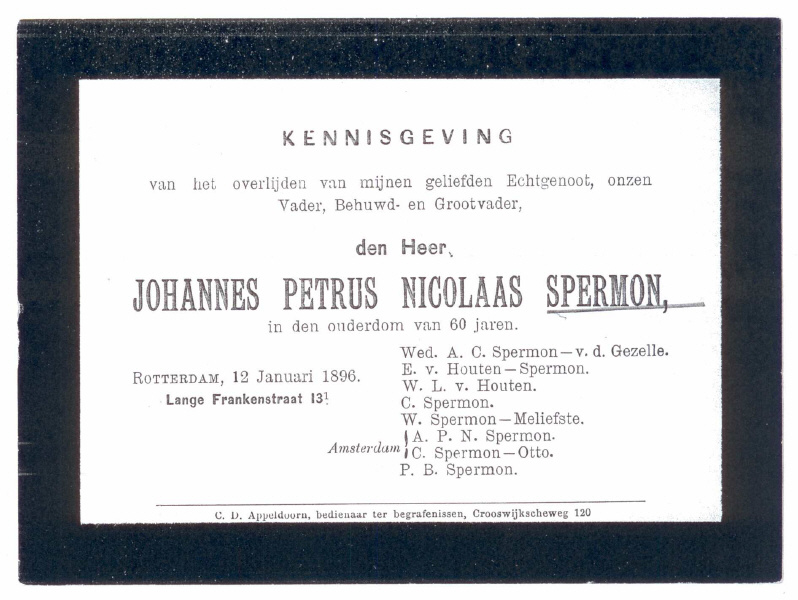 KENNISGEVING
van het overlijden van mijnen geliefden Echtgenoot, onzen
Vader, Behuwd- en Grootvader,
den Heer,
JOHANNES PETRUS NICOLAAS SPERMON,
in den ouderdom van 60 jaren.
ROTTERDAM, 12 Januari 1896.
Lange Frankenstraat 13¹
Wed. A. C. Spermon—v. d. Gezelle.
E. v. Houten—Spermon.
W. L. v. Houten.
C. Spermon.
W. Spermon—Meliefste.
Amsterdam
A. P. N. Spermon.
C. Spermon—Otto.
P. B. Spermon.
C. D. Appeldoorn, bedienaar ter begrafenissen, Crooswijkscheweg 120